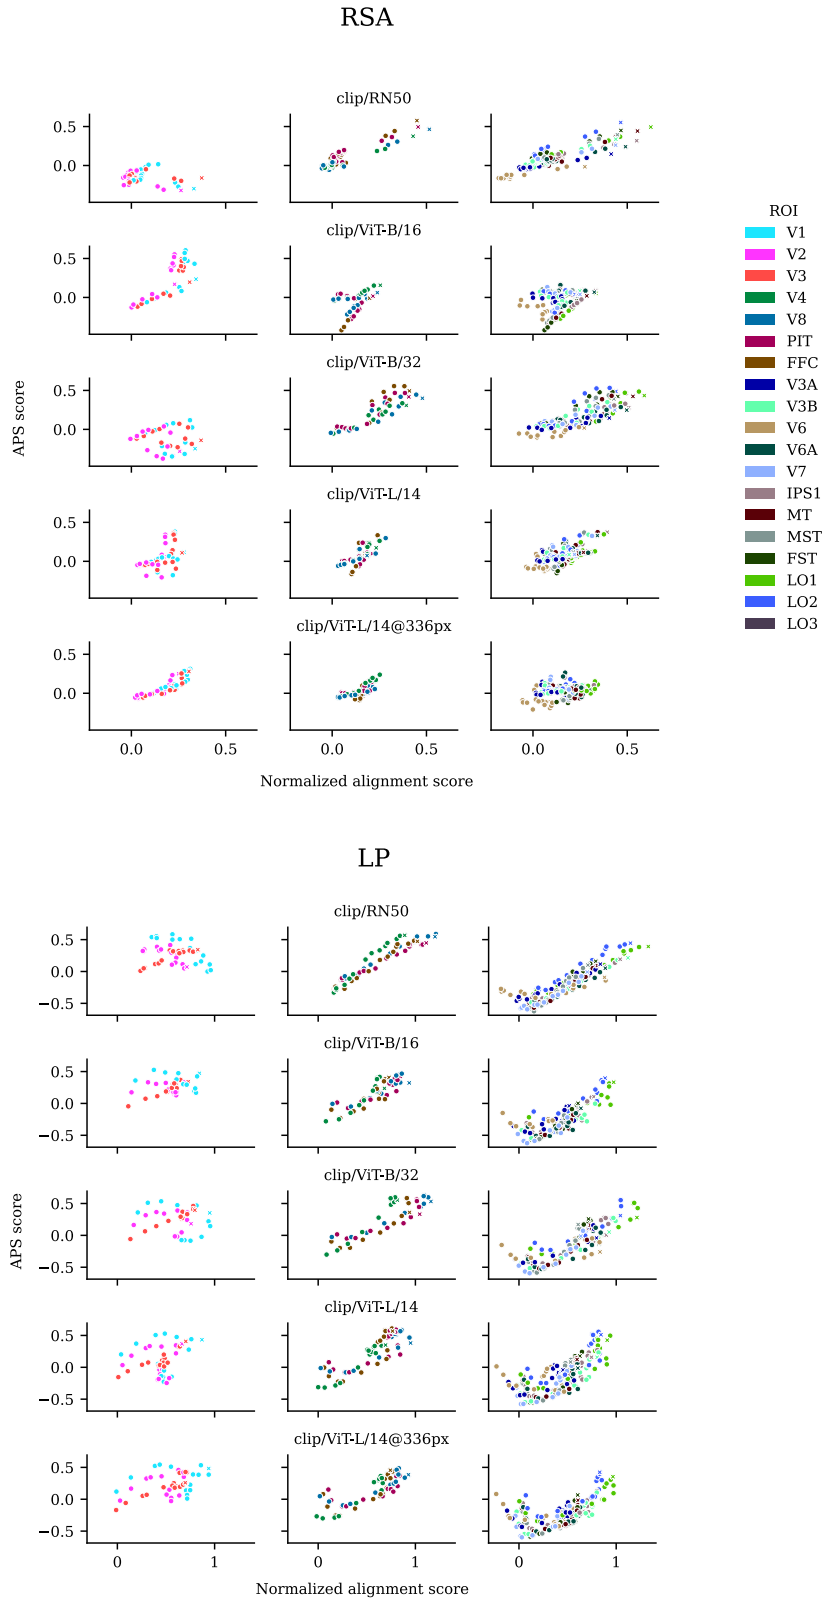 RSA
clip/RN50
0.5
0.0
clip/ViT-B/16
0.5
0.0
clip/ViT-B/32
0.5
0.0
APS score
clip/ViT-L/14
0.5
0.0
clip/ViT-L/14@336px
0.5
0.0
0.0 0.5 0.0 0.5 0.0 0.5
Normalized alignment score
ROI
V1
V2
V3
V4
V8
PIT
FFC
V3A
V3B
V6
V6A
V7
IPS1
MT
MST
FST
LO1
LO2
LO3
LP
clip/RN50
0.5
0.0
−0.5
clip/ViT-B/16
0.5
0.0
−0.5
clip/ViT-B/32
0.5
0.0
−0.5
APS score
clip/ViT-L/14
0.5
0.0
−0.5
clip/ViT-L/14@336px
0.5
0.0
−0.5
0 1 0 1 0 1
Normalized alignment score